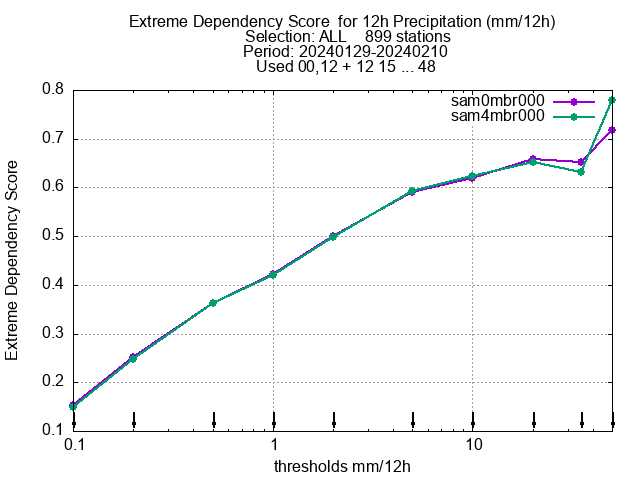 Extreme Dependency Score  for 12h Precipitation (mm/12h)
Selection: ALL    899 stations
Period: 20240129-20240210
Used 00,12 + 12 15 ... 48
sam0mbr000
sam4mbr000
Extreme Dependency Score
0.8
0.7
0.6
0.5
0.4
0.3
0.2
0.1
0.1 1 10
thresholds mm/12h